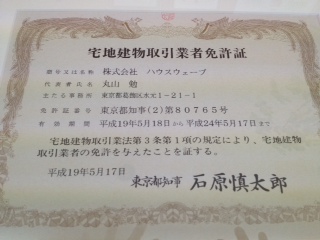 宅地建物取引業者免許証
商号又は名称 株式会社 ハウスウェーブ
代表者氏名 丸山 勉
主たる事務所 東京都葛飾区水元1-21-1
免許証番号 東京都知事(2)第80765号
有効期間 平成19年5月18日から平成24年5月17日まで
宅地建物取引業法第3条第1項の規定により、宅地建物
取引業者の免許を与えたことを証する。
平成19年5月17日
東京都知事 石原慎太郎